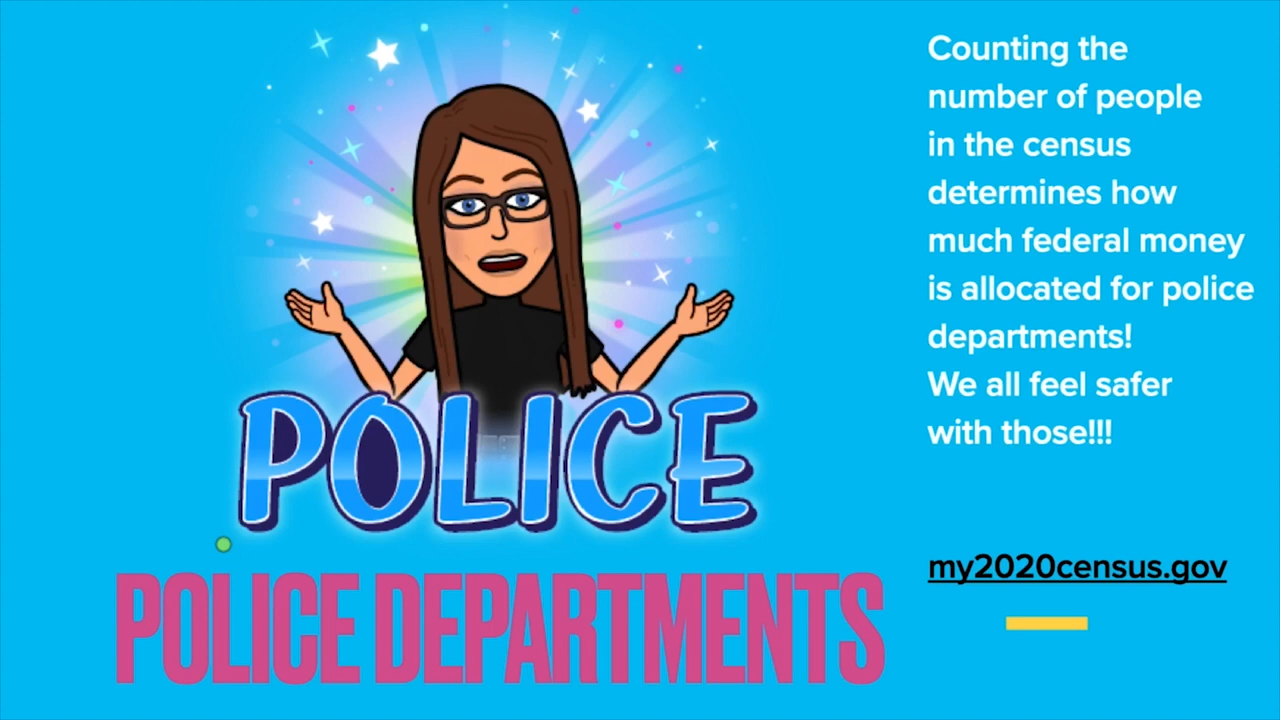 Counting the
number of people
in the census
determines how
much federal money
is allocated for police
departments!
We all feel safer
with those!!!
my2020census.gov
POLICE
POLICE DEPARTMENTS